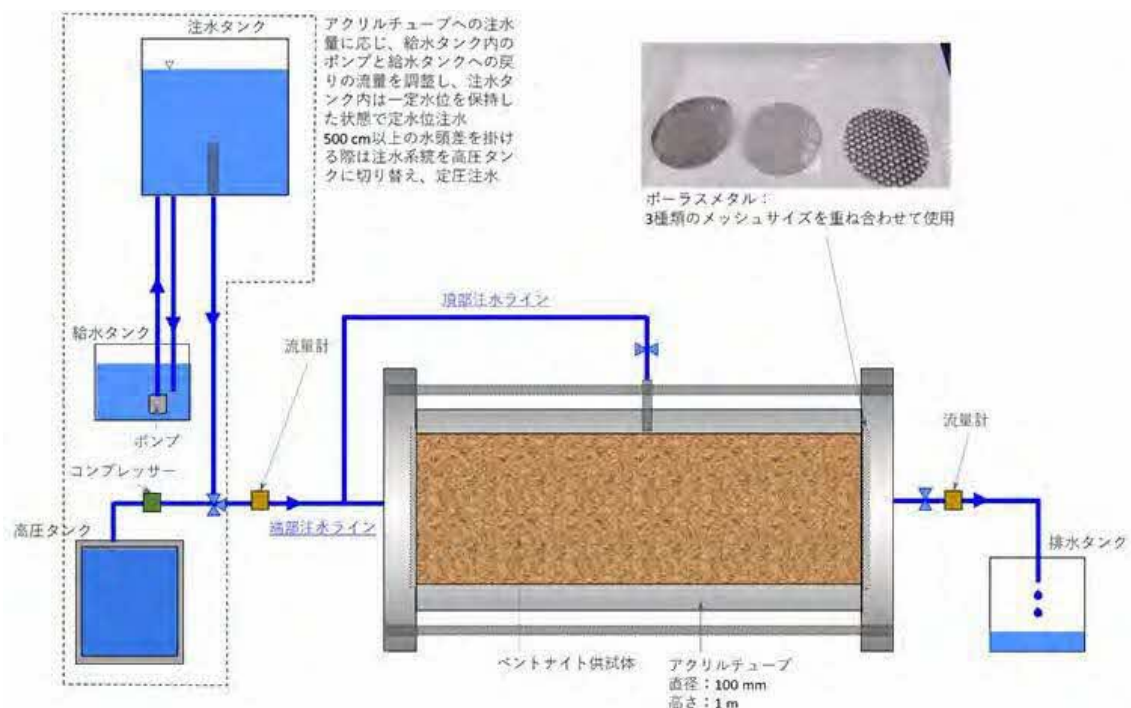 注水タンク
アクリルチューブへの注水
量に応じ、給水タンク内の
ポンプと給水タンクへの戻
りの流量を調整し、注水タ
ンク内は一定水位を保持し
た状態で定水位注水
500 cm以上の水頭差を掛け
る際は注水系統を高圧タン
クに切り替え、定圧注水
ポーラスメタル：
3種類のメッシュサイズを重ね合わせて使用
頂部注水ライン
給水タンク
流量計
ポンプ
コンプレッサー
流量計
高圧タンク
端部注水ライン
排水タンク
ベントナイト供試体
アクリルチューブ
直径：100 mm
高さ：1 m